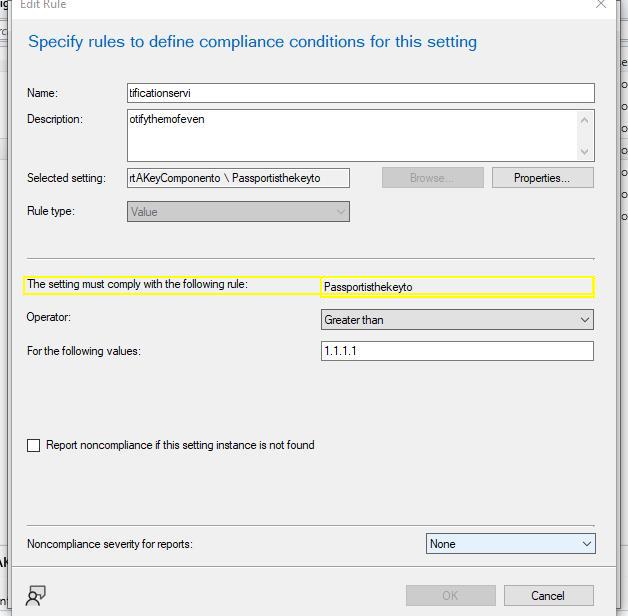 Edit Rule
Specify rules to define compliance conditions for this setting
Name:
tificationservi
Description:
otifythemofeven
Selected setting:
rtAKeyComponento \ Passportisthekeyto
Browse...
Properties...
Rule type:
Value
The setting must comply with the following rule:
Passportisthekeyto
Operator:
Greater than
For the following values:
1.1.1.1
Report noncompliance if this setting instance is not found
Noncompliance severity for reports:
None
OK
Cancel